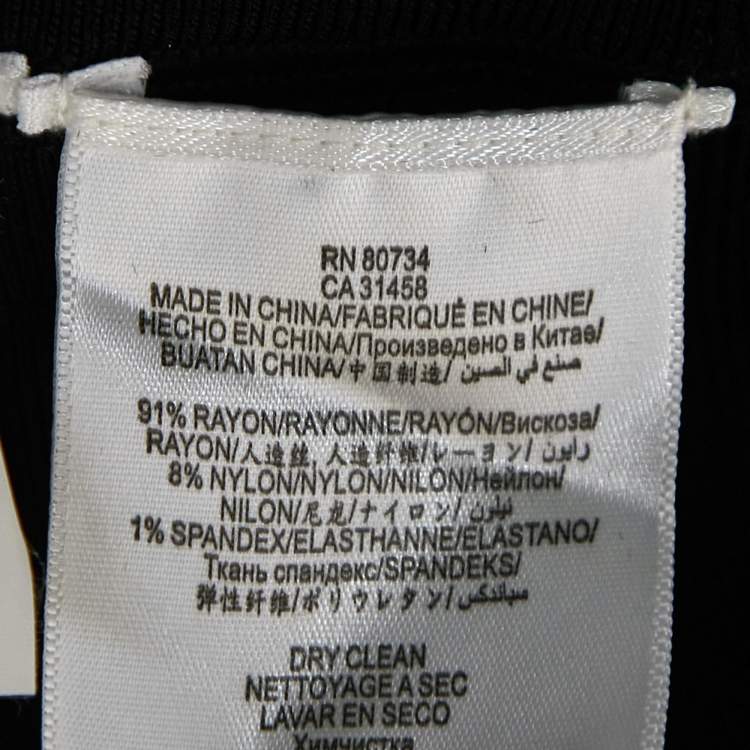 RN 80734
CA 31458
MADE IN CHINA/FABRIQUÉ EN CHINE/
HECHO EN CHINA/Произведено в Китае/
BUATAN CHINA/中国制造/ صنع في الصين
91% RAYON/RAYONNE/RAYÓN/Вискоза/
RAYON/人造丝, 人造纤维/レーヨン/ رايون
8% NYLON/NYLON/NILON/Нейлон/
NILON/尼龙/ナイロン/ نيلون
1% SPANDEX/ELASTHANNE/ELASTANO/
Ткань спандекс/SPANDEKS/
弹性纤维/ポリウレタン/ سباندكس
DRY CLEAN
NETTOYAGE A SEC
LAVAR EN SECO
Химчистка